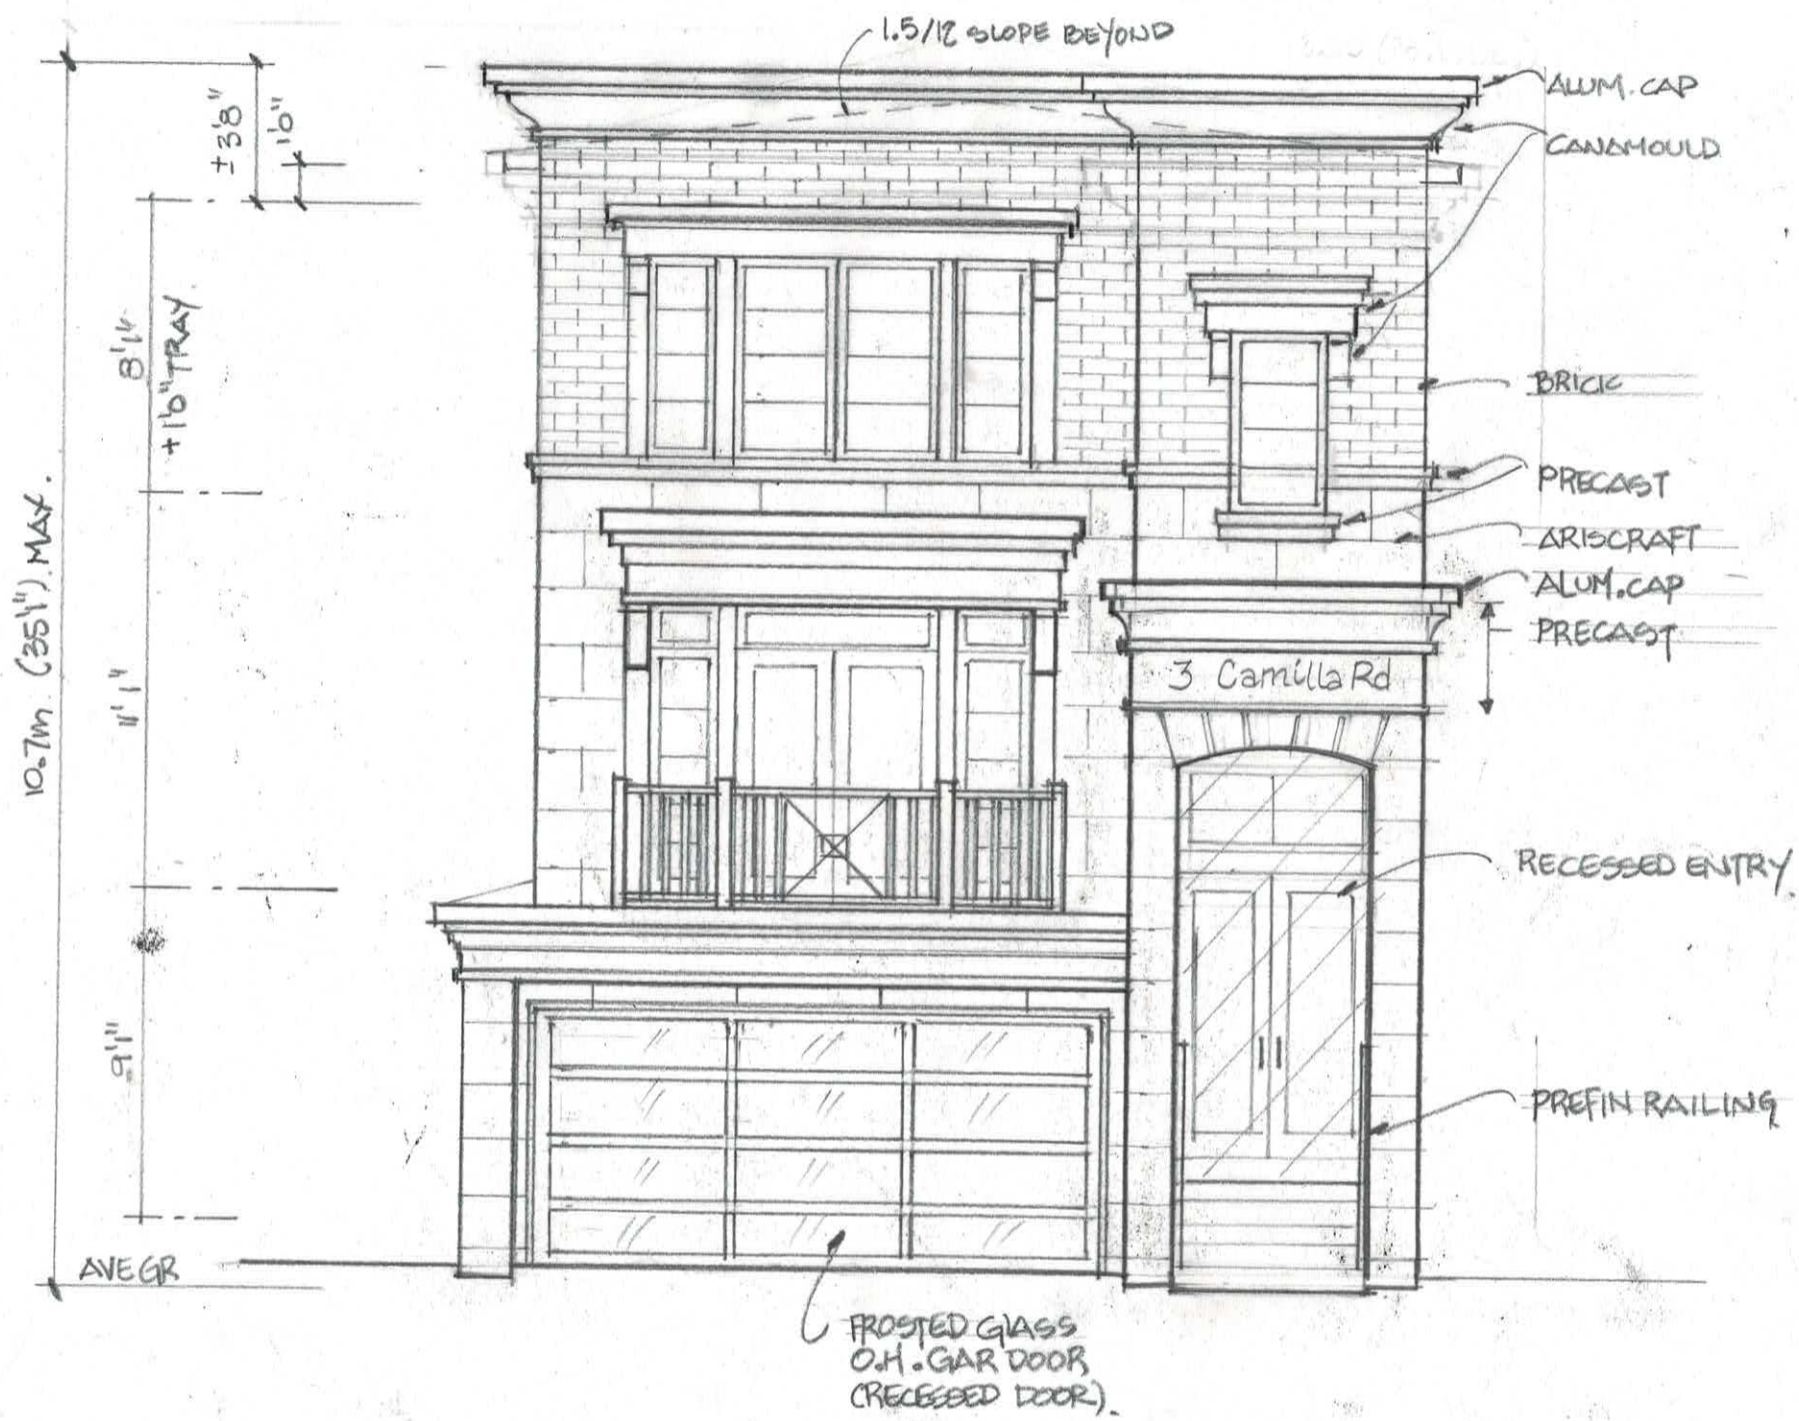 1.5/12 SLOPE BEYOND
ALUM. CAP
CANAMOULD
±3'8"
1'6"
8'1"
+1'6" TRAY
BRICK
PRECAST
ARISCRAFT
ALUM. CAP
PRECAST
3 Camilla Rd
10.7m (35'1") MAX.
11'1"
RECESSED ENTRY.
9'1"
PREFIN RAILING
AVE GR
FROSTED GLASS
O.H. GAR DOOR
(RECESSED DOOR).